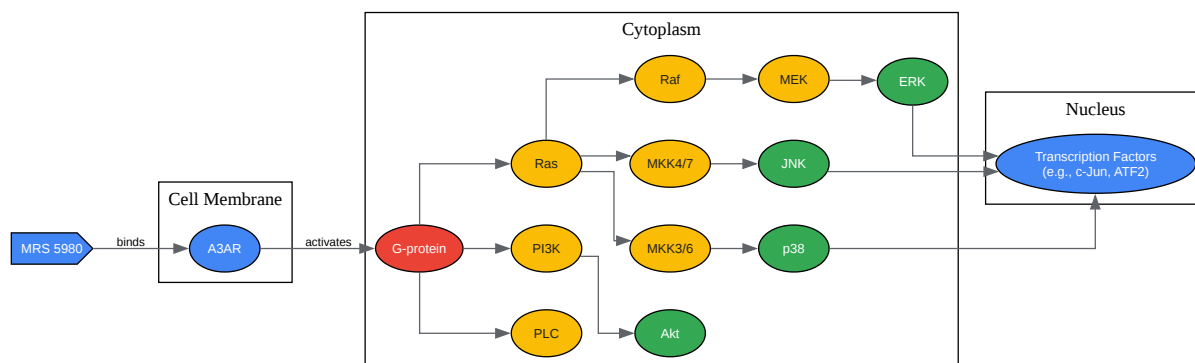 Cytoplasm
Raf
MEK
ERK
Nucleus
Ras
MKK4/7
JNK
Transcription Factors
(e.g., c-Jun, ATF2)
Cell Membrane
MRS 5980
binds
A3AR
activates
G-protein
PI3K
MKK3/6
p38
PLC
Akt